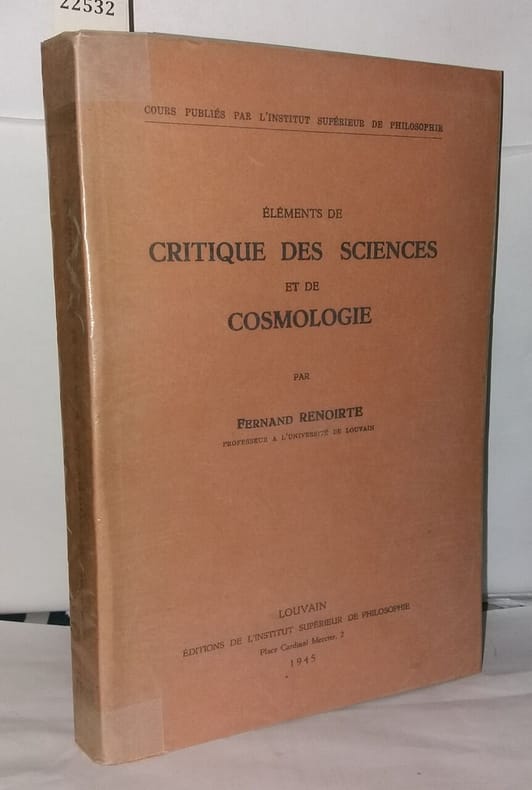 22532
COURS PUBLIÉS PAR L'INSTITUT SUPÉRIEUR DE PHILOSOPHIE
ÉLÉMENTS DE
CRITIQUE DES SCIENCES
ET DE
COSMOLOGIE
PAR
FERNAND RENOIRTE
PROFESSEUR A L'UNIVERSITÉ DE LOUVAIN
LOUVAIN
ÉDITIONS DE L'INSTITUT SUPÉRIEUR DE PHILOSOPHIE
Place Cardinal Mercier, 2
1945